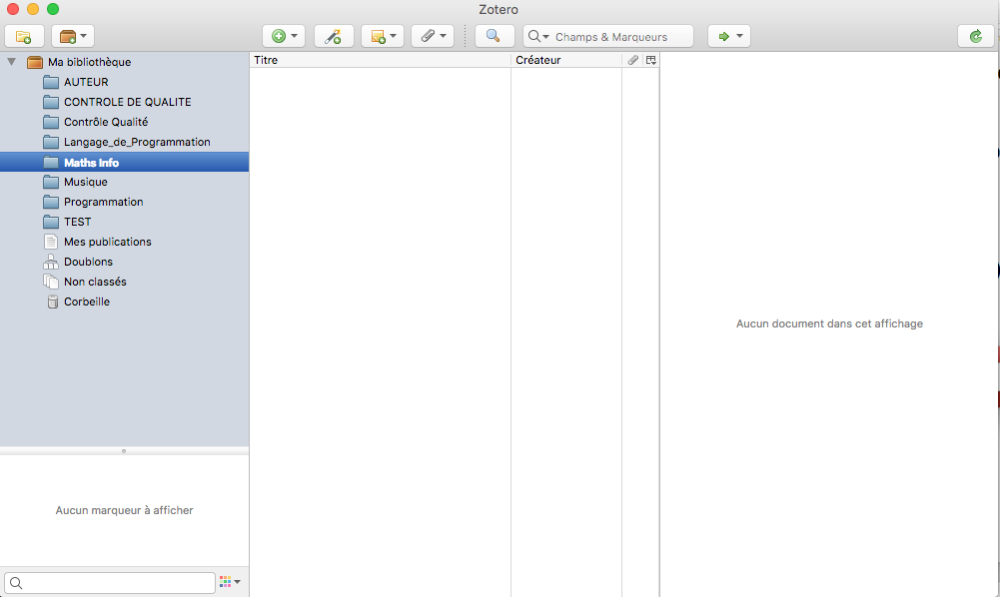 Zotero
Champs & Marqueurs
Ma bibliothèque
AUTEUR
CONTROLE DE QUALITE
Contrôle Qualité
Langage_de_Programmation
Maths Info
Musique
Programmation
TEST
Mes publications
Doublons
Non classés
Corbeille
Titre
Créateur
Aucun document dans cet affichage
Aucun marqueur à afficher